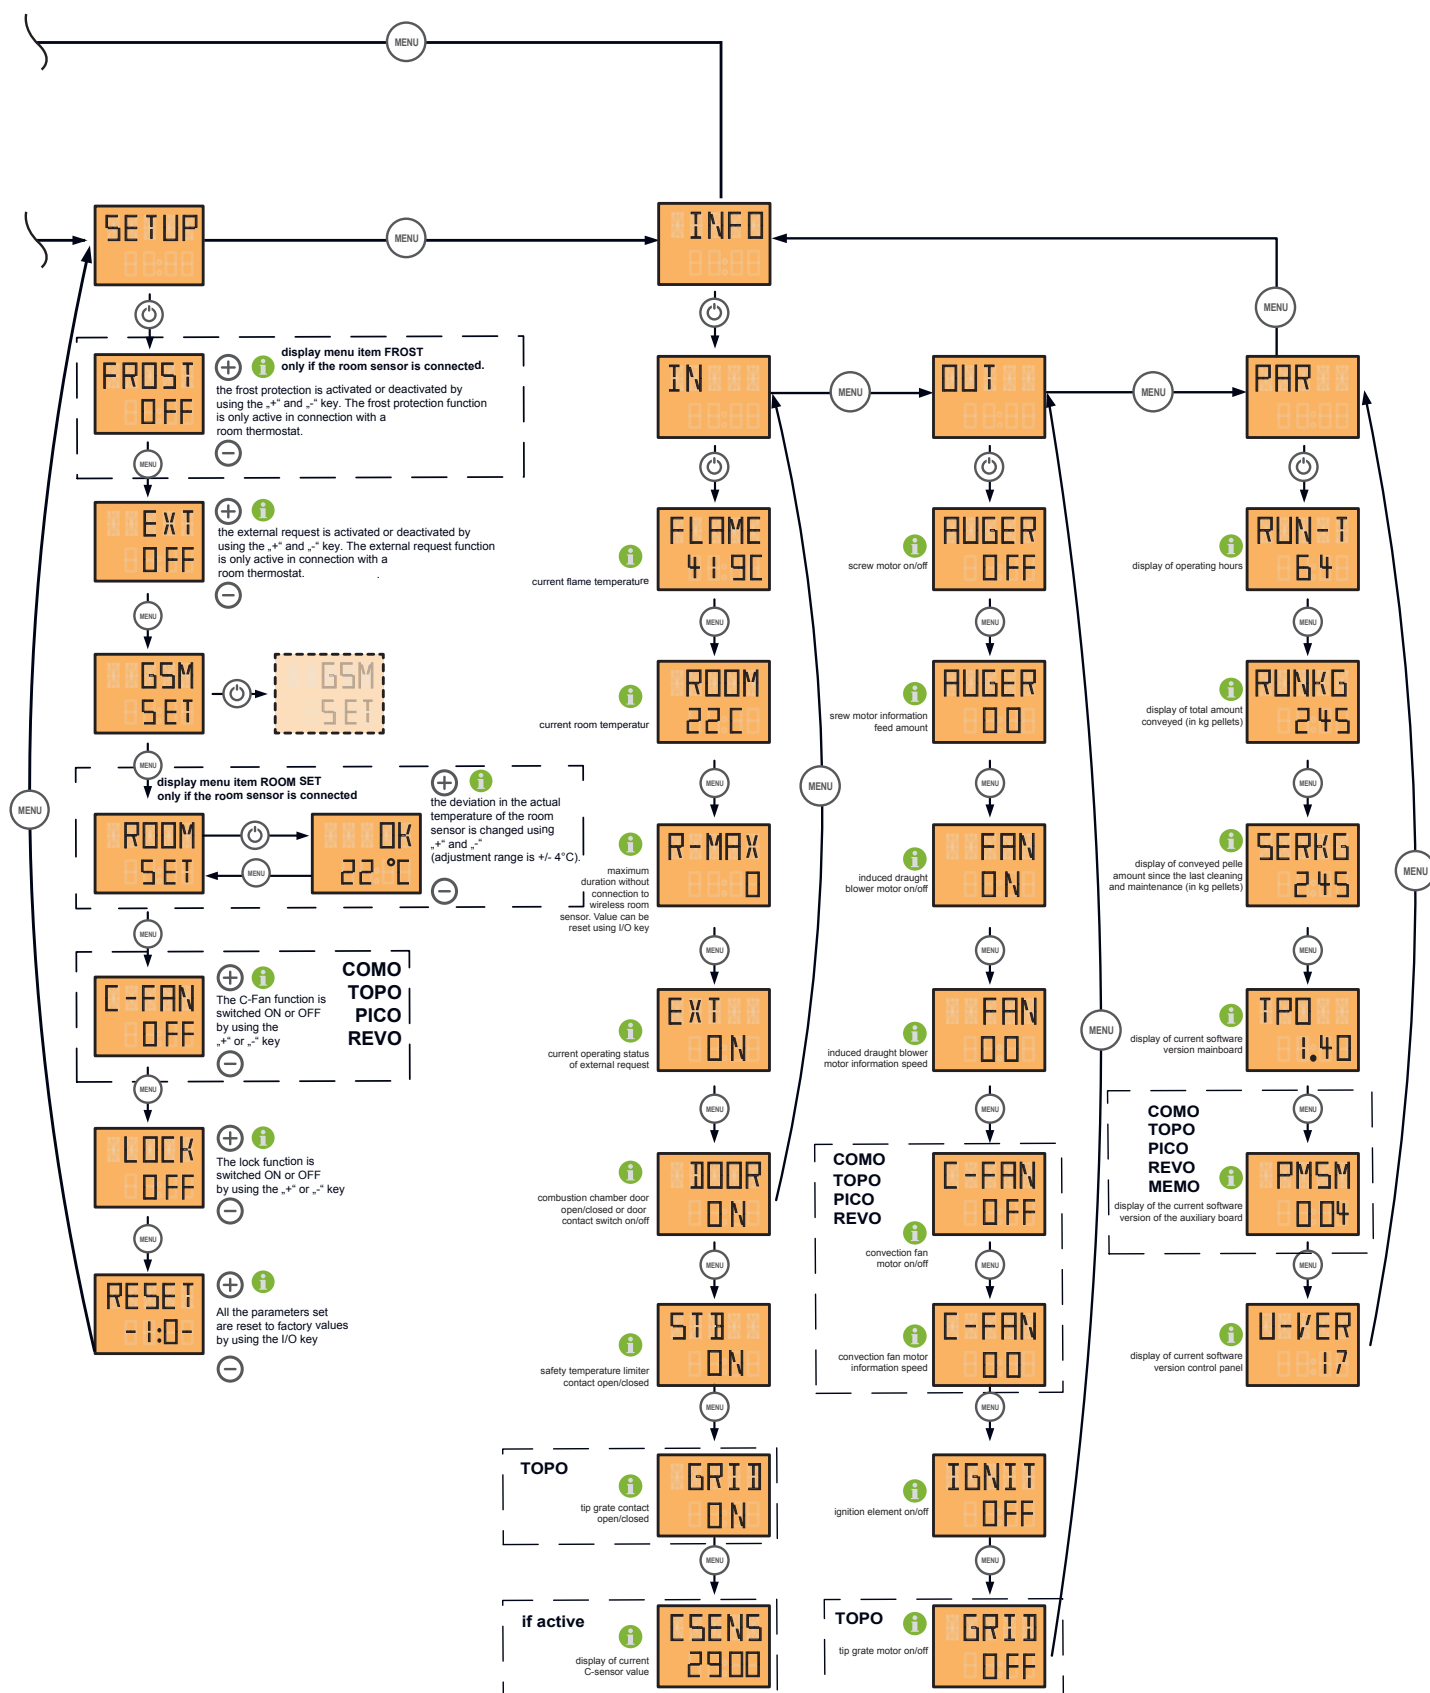 MENU
SETUP
MENU
INFO
MENU
FROST
OFF
display menu item FROST
only if the room sensor is connected.
the frost protection is activated or deactivated by
using the „+“ and „-“ key. The frost protection function
is only active in connection with a
room thermostat.
MENU
EXT
OFF
the external request is activated or deactivated by
using the „+“ and „-“ key. The external request function
is only active in connection with a
room thermostat.
MENU
GSM
SET
GSM
SET
MENU
display menu item ROOM SET
only if the room sensor is connected
ROOM
SET
MENU
OK
22 °C
the deviation in the actual
temperature of the room
sensor is changed using
„+“ and „-“
(adjustment range is +/- 4°C).
MENU
MENU
C-FAN
OFF
The C-Fan function is
switched ON or OFF
by using the
„+“ or „-“ key
COMO
TOPO
PICO
REVO
MENU
LOCK
OFF
The lock function is
switched ON or OFF
by using the „+“ or „-“ key
MENU
RESET
-1:0-
All the parameters set
are reset to factory values
by using the I/O key
IN
MENU
OUT
MENU
PAR
FLAME
419C
current flame temperature
MENU
ROOM
22C
current room temperatur
MENU
MENU
R-MAX
0
maximum
duration without
connection to
wireless room
sensor. Value can be
reset using I/O key
MENU
EXT
ON
current operating status
of external request
MENU
DOOR
ON
combustion chamber door
open/closed or door
contact switch on/off
MENU
STB
ON
safety temperature limiter
contact open/closed
MENU
TOPO
GRID
ON
tip grate contact
open/closed
MENU
if active
CSENS
2900
display of current
C-sensor value
AUGER
OFF
screw motor on/off
MENU
AUGER
00
srew motor information
feed amount
MENU
FAN
ON
induced draught
blower motor on/off
MENU
FAN
00
induced draught blower
motor information speed
MENU
MENU
COMO
TOPO
PICO
REVO
C-FAN
OFF
convection fan
motor on/off
MENU
C-FAN
00
convection fan motor
information speed
MENU
IGNIT
OFF
ignition element on/off
MENU
TOPO
GRID
OFF
tip grate motor on/off
RUN-T
64
display of operating hours
MENU
RUNKG
245
display of total amount
conveyed (in kg pellets)
MENU
SERKG
245
display of conveyed pelle
amount since the last cleaning
and maintenance (in kg pellets)
MENU
MENU
TPO
1.40
display of current software
version mainboard
MENU
COMO
TOPO
PICO
REVO
MEMO
PMSM
004
display of the current software
version of the auxiliary board
MENU
U-VER
17
display of current software
version control panel
MENU